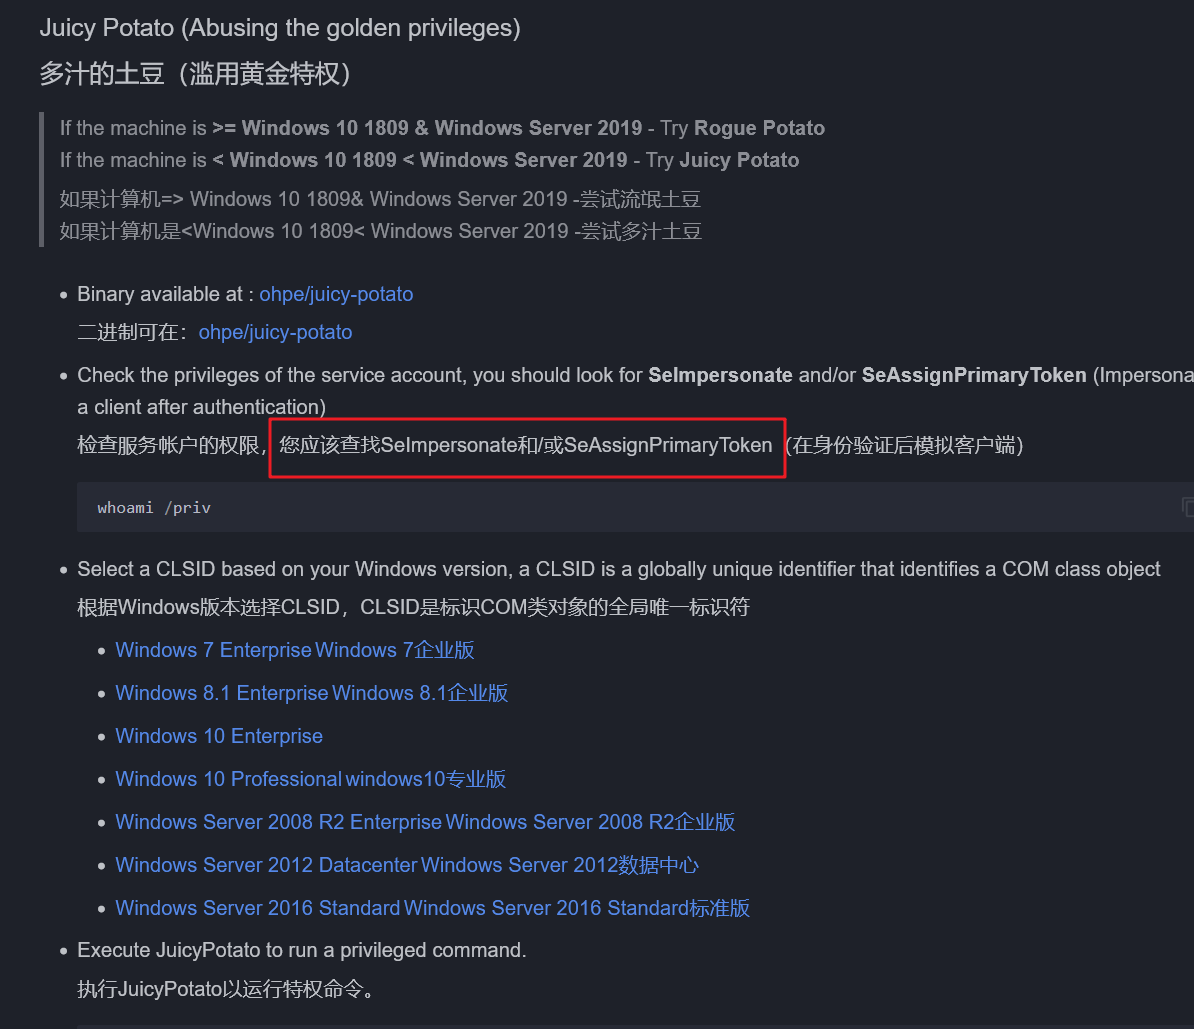 Juicy Potato (Abusing the golden privileges)
多汁的土豆（滥用黄金特权）
If the machine is >= Windows 10 1809 & Windows Server 2019 - Try Rogue Potato
If the machine is < Windows 10 1809 < Windows Server 2019 - Try Juicy Potato
如果计算机=> Windows 10 1809& Windows Server 2019 -尝试流氓土豆
如果计算机是<Windows 10 1809< Windows Server 2019 -尝试多汁土豆
• Binary available at : ohpe/juicy-potato
二进制可在：ohpe/juicy-potato
• Check the privileges of the service account, you should look for SeImpersonate and/or SeAssignPrimaryToken (Impersona
a client after authentication)
检查服务帐户的权限，您应该查找SeImpersonate和/或SeAssignPrimaryToken (在身份验证后模拟客户端）
whoami /priv
• Select a CLSID based on your Windows version, a CLSID is a globally unique identifier that identifies a COM class object
根据Windows版本选择CLSID，CLSID是标识COM类对象的全局唯一标识符
• Windows 7 Enterprise Windows 7企业版
• Windows 8.1 Enterprise Windows 8.1企业版
• Windows 10 Enterprise
• Windows 10 Professional windows10专业版
• Windows Server 2008 R2 Enterprise Windows Server 2008 R2企业版
• Windows Server 2012 Datacenter Windows Server 2012数据中心
• Windows Server 2016 Standard Windows Server 2016 Standard标准版
• Execute JuicyPotato to run a privileged command.
执行JuicyPotato以运行特权命令。